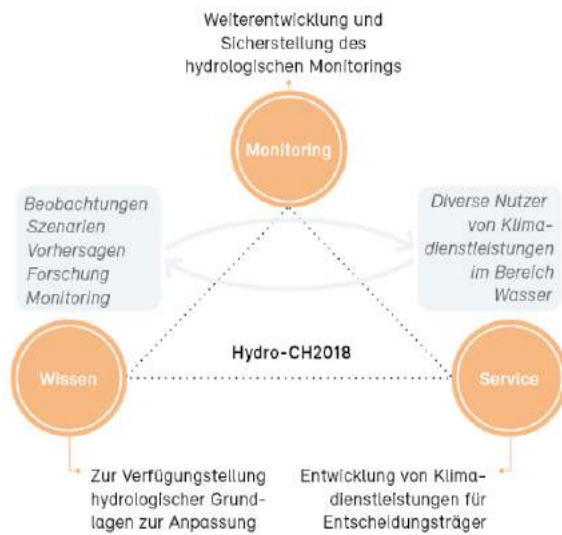 Weiterentwicklung und
Sicherstellung des
hydrologischen Monitorings
Monitoring
Beobachtungen
Szenarien
Vorhersagen
Forschung
Monitoring
Diverse Nutzer
von Klima-
dienstleistungen
im Bereich
Wasser
Hydro-CH2018
Wissen
Service
Zur Verfügungstellung
hydrologischer Grund-
lagen zur Anpassung
Entwicklung von Klima-
dienstleistungen für
Entscheidungsträger